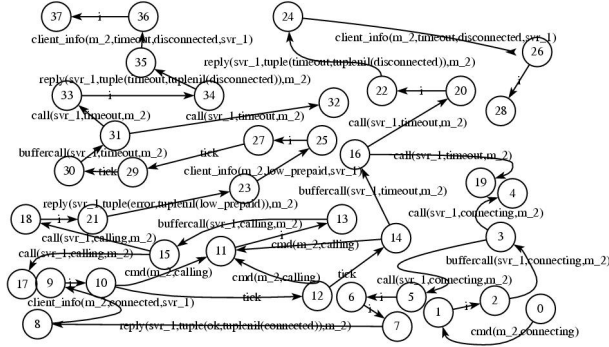 37 i 36 24
client_info(m_2,timeout,disconnected,svr_1) client_info(m_2,timeout,disconnected,svr_1)
26
35 reply(svr_1,tuple(timeout,tuplenil(disconnected)),m_2)
reply(svr_1,tuple(timeout,tuplenil(disconnected)),m_2) i
33 i 34 22 i 20
32 28
call(svr_1,timeout,m_2) call(svr_1,timeout,m_2)
call(svr_1,timeout,m_2)
31 27 i 25
buffercall(svr_1,timeout,m_2) tick 16 call(svr_1,timeout,m_2)
30 tick 29 client_info(m_2,low_prepaid,svr_1)
23 buffercall(svr_1,timeout,m_2) 19 4
reply(svr_1,tuple(error,tuplenil(low_prepaid)),m_2)
18 i 21 buffercall(svr_1,calling,m_2) 13 call(svr_1,connecting,m_2)
call(svr_1,calling,m_2) i 14 3
call(svr_1,calling,m_2) 15 11 cmd(m_2,calling)
buffercall(svr_1,connecting,m_2)
cmd(m_2,calling) cmd(m_2,calling) tick call(svr_1,connecting,m_2)
17 9 i 10 12 6 i 5 2
client_info(m_2,connected,svr_1) tick i 1 i 0
8 reply(svr_1,tuple(ok,tuplenil(connected)),m_2) 7 cmd(m_2,connecting)